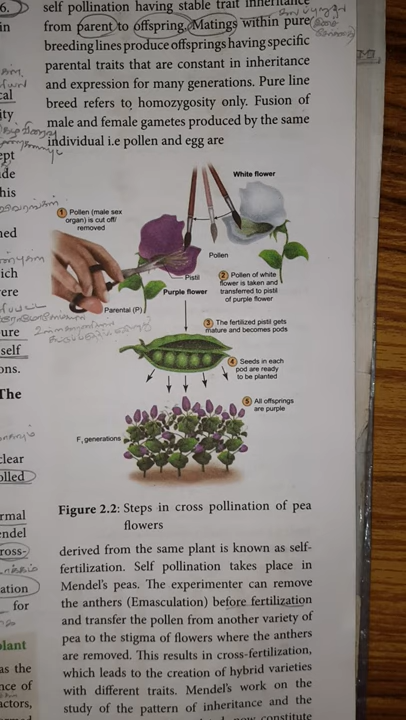 6.
in
cal
ity
ept
de
his
ned
ich
ere
ure
self
ons.
The
clear
olled
rmal
endel
ross-
ation
for
plant
as the
nce of
actors,
self pollination having stable trait inheritance
from parent to offspring. Matings within pure
breeding lines produce offsprings having specific
parental traits that are constant in inheritance
and expression for many generations. Pure line
breed refers to homozygosity only. Fusion of
male and female gametes produced by the same
individual i.e pollen and egg are
White flower
1 Pollen (male sex
organ) is cut off/
removed
Pollen
Pistil
2 Pollen of white
flower is taken and
transferred to pistil
of purple flower
Purple flower
Parental (P)
3 The fertilized pistil gets
mature and becomes pods
4 Seeds in each
pod are ready
to be planted
5 All offsprings
are purple
F₁ generations
Figure 2.2: Steps in cross pollination of pea
flowers
derived from the same plant is known as self-
fertilization. Self pollination takes place in
Mendel's peas. The experimenter can remove
the anthers (Emasculation) before fertilization
and transfer the pollen from another variety of
pea to the stigma of flowers where the anthers
are removed. This results in cross-fertilization,
which leads to the creation of hybrid varieties
with different traits. Mendel's work on the
study of the pattern of inheritance and the
now constitute